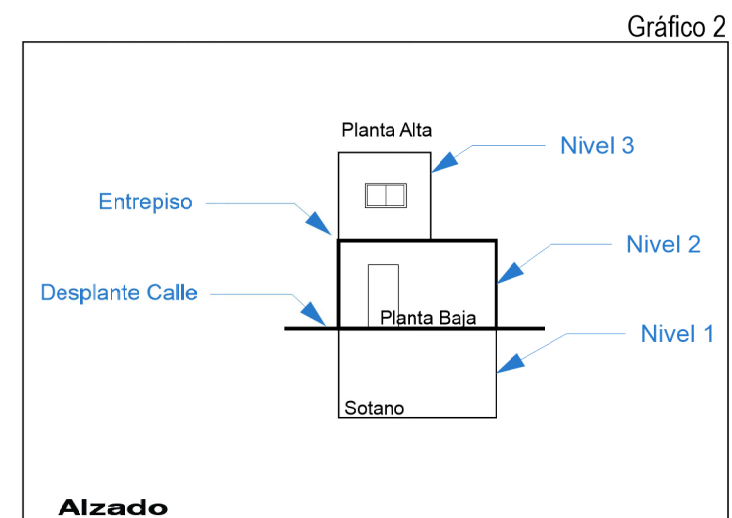 Gráfico 2
Planta Alta
Nivel 3
Entrepiso
Nivel 2
Desplante Calle
Planta Baja
Nivel 1
Sotano
Alzado